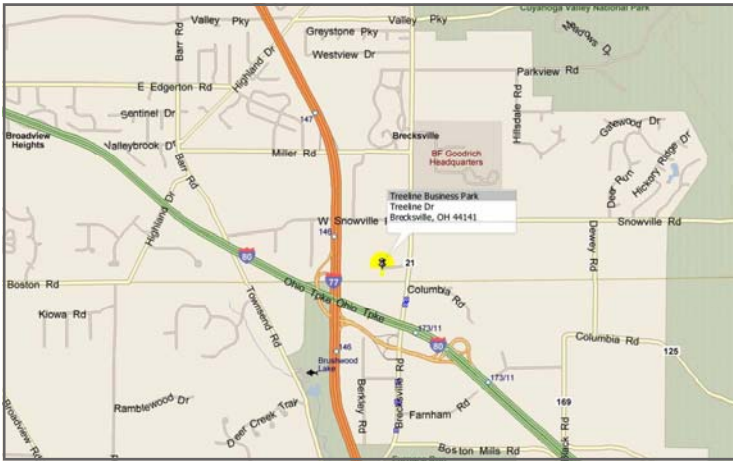 Cuyahoga Valley National Park
Valley Pky
Valley Pky
Greystone Pky
Barr Rd
Highland Dr
Westview Dr
Parkview Rd
E Edgerton Rd
Hillsdale Rd
Sentinel Dr
147
Gatewood Dr
Broadview
Heights
Brecksville
Valleybrook Dr
Miller Rd
BF Goodrich
Headquarters
Barr Rd
Deer Run
Hickory Ridge Dr
Treeline Business Park
Treeline Dr
Brecksville, OH 44141
Highland Dr
W Snowville
Snowville Rd
146
Dewey Rd
80
21
77
Boston Rd
Ohio Tpke Ohio Tpke
Columbia Rd
Kiowa Rd
Townsend Rd
173/11
Columbia Rd
80
146
125
Brushwood
Lake
173/11
Berkley Rd
Brecksville Rd
Ramblewood Dr
169
Farnham Rd
Broadview Rd
Deer Creek Trail
Black Rd
Boston Mills Rd